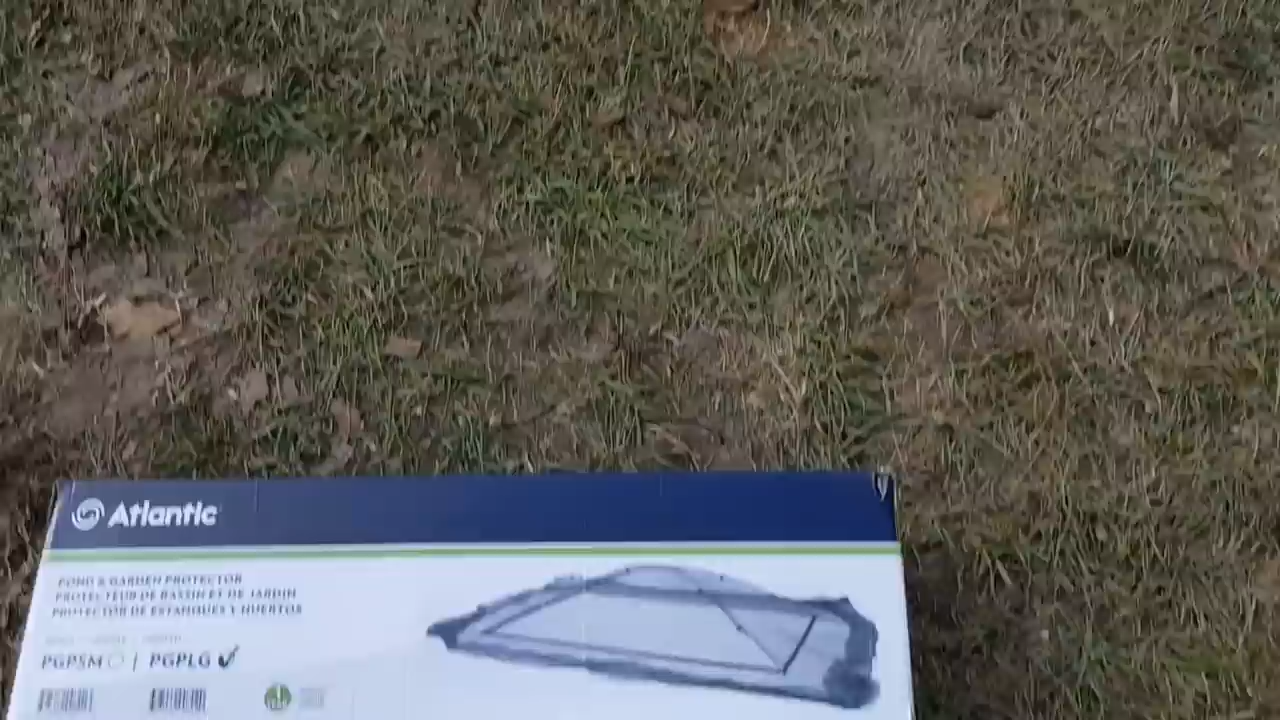 Atlantic
POND & GARDEN PROTECTOR
PROTECTEUR DE BASSIN ET DE JARDIN
PROTECTOR DE ESTANQUES Y HUERTOS
PGPSM | PGPLG ✓